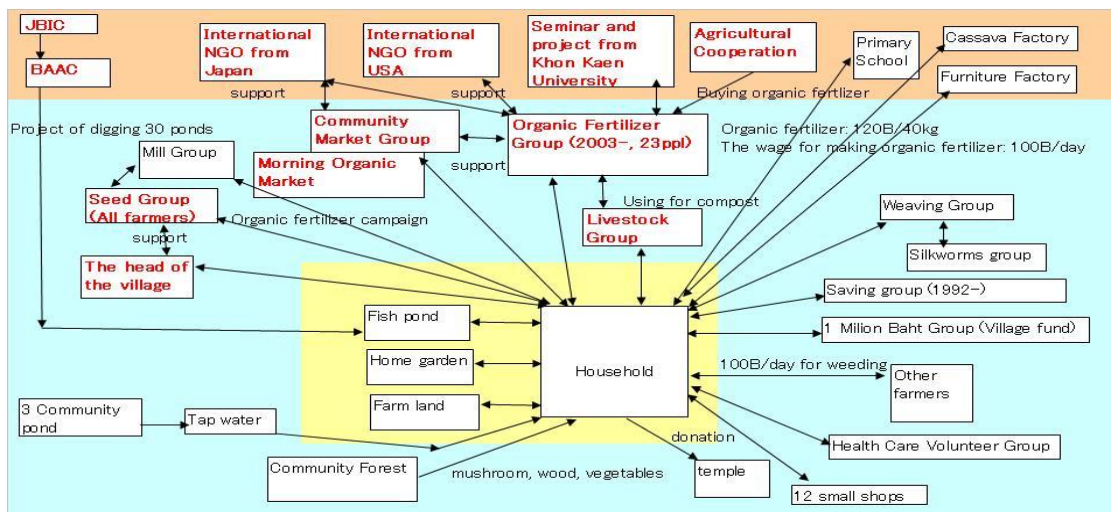 JBIC
BAAC
International
NGO from
Japan
International
NGO from
USA
Seminar and
project from
Khon Kaen
University
Agricultural
Cooperation
Primary
School
Cassava Factory
Furniture Factory
support
support
Buying organic fertlizer
Project of digging 30 ponds
Mill Group
Community
Market Group
Morning Organic
Market
support
Organic Fertilizer
Group (2003-, 23ppl)
Organic fertilizer: 120B/40kg
The wage for making organic fertilizer: 100B/day
Seed Group
(All farmers)
Organic fertilizer campaign
support
Using for compost
Livestock
Group
Weaving Group
Silkworms group
The head of
the village
Saving group (1992-)
Fish pond
1 Milion Baht Group (Village fund)
Home garden
Household
100B/day for weeding
Other
farmers
Farm land
3 Community
pond
Tap water
donation
Health Care Volunteer Group
Community Forest
mushroom, wood, vegetables
temple
12 small shops